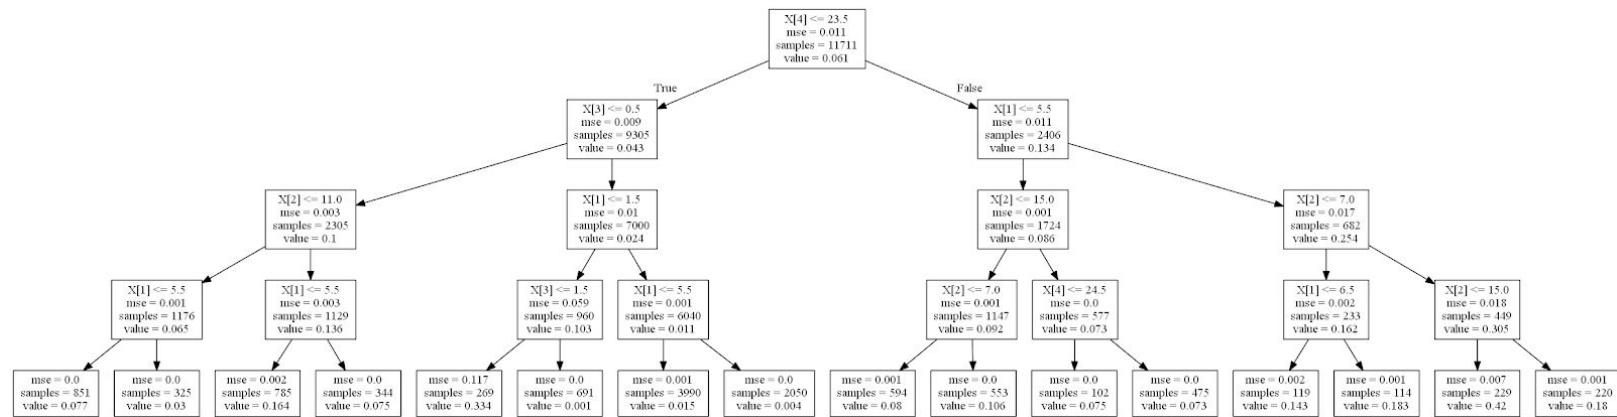 X[4] <= 23.5
mse = 0.011
samples = 11711
value = 0.061
True
False
X[3] <= 0.5
mse = 0.009
samples = 9305
value = 0.043
X[1] <= 5.5
mse = 0.011
samples = 2406
value = 0.134
X[2] <= 11.0
mse = 0.003
samples = 2305
value = 0.1
X[1] <= 1.5
mse = 0.01
samples = 7000
value = 0.024
X[2] <= 15.0
mse = 0.001
samples = 1724
value = 0.086
X[2] <= 7.0
mse = 0.017
samples = 682
value = 0.254
X[1] <= 5.5
mse = 0.001
samples = 1176
value = 0.065
X[1] <= 5.5
mse = 0.003
samples = 1129
value = 0.136
X[3] <= 1.5
mse = 0.059
samples = 960
value = 0.103
X[1] <= 5.5
mse = 0.001
samples = 6040
value = 0.011
X[2] <= 7.0
mse = 0.001
samples = 1147
value = 0.092
X[4] <= 24.5
mse = 0.0
samples = 577
value = 0.073
X[1] <= 6.5
mse = 0.002
samples = 233
value = 0.162
X[2] <= 15.0
mse = 0.018
samples = 449
value = 0.305
mse = 0.0
samples = 851
value = 0.077
mse = 0.0
samples = 325
value = 0.03
mse = 0.002
samples = 785
value = 0.164
mse = 0.0
samples = 344
value = 0.075
mse = 0.117
samples = 269
value = 0.334
mse = 0.0
samples = 691
value = 0.001
mse = 0.001
samples = 3990
value = 0.015
mse = 0.0
samples = 2050
value = 0.004
mse = 0.001
samples = 594
value = 0.08
mse = 0.0
samples = 553
value = 0.106
mse = 0.0
samples = 102
value = 0.075
mse = 0.0
samples = 475
value = 0.073
mse = 0.002
samples = 119
value = 0.143
mse = 0.001
samples = 114
value = 0.183
mse = 0.007
samples = 229
value = 0.42
mse = 0.001
samples = 220
value = 0.18